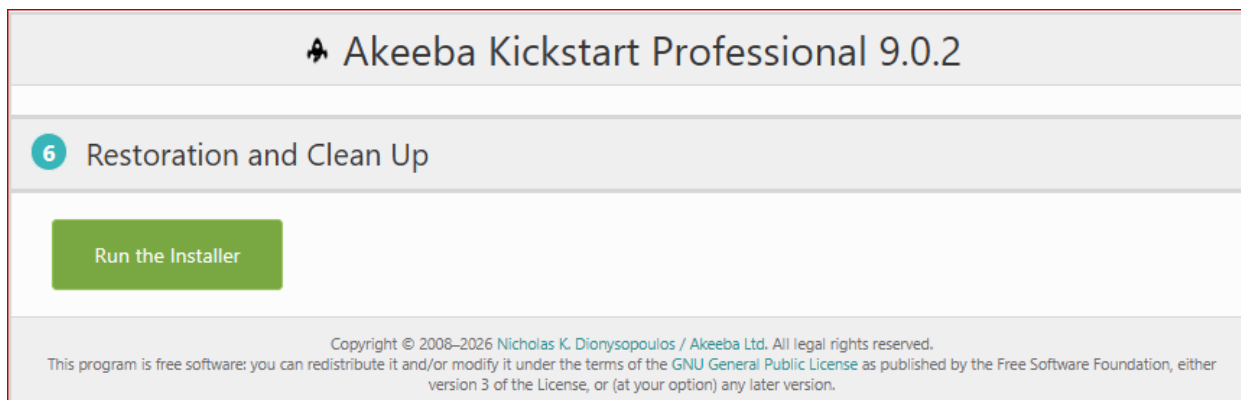 Akeeba Kickstart Professional 9.0.2
6 Restoration and Clean Up
Run the Installer
Copyright © 2008–2026 Nicholas K. Dionysopoulos / Akeeba Ltd. All legal rights reserved.
This program is free software: you can redistribute it and/or modify it under the terms of the GNU General Public License as published by the Free Software Foundation, either
version 3 of the License, or (at your option) any later version.